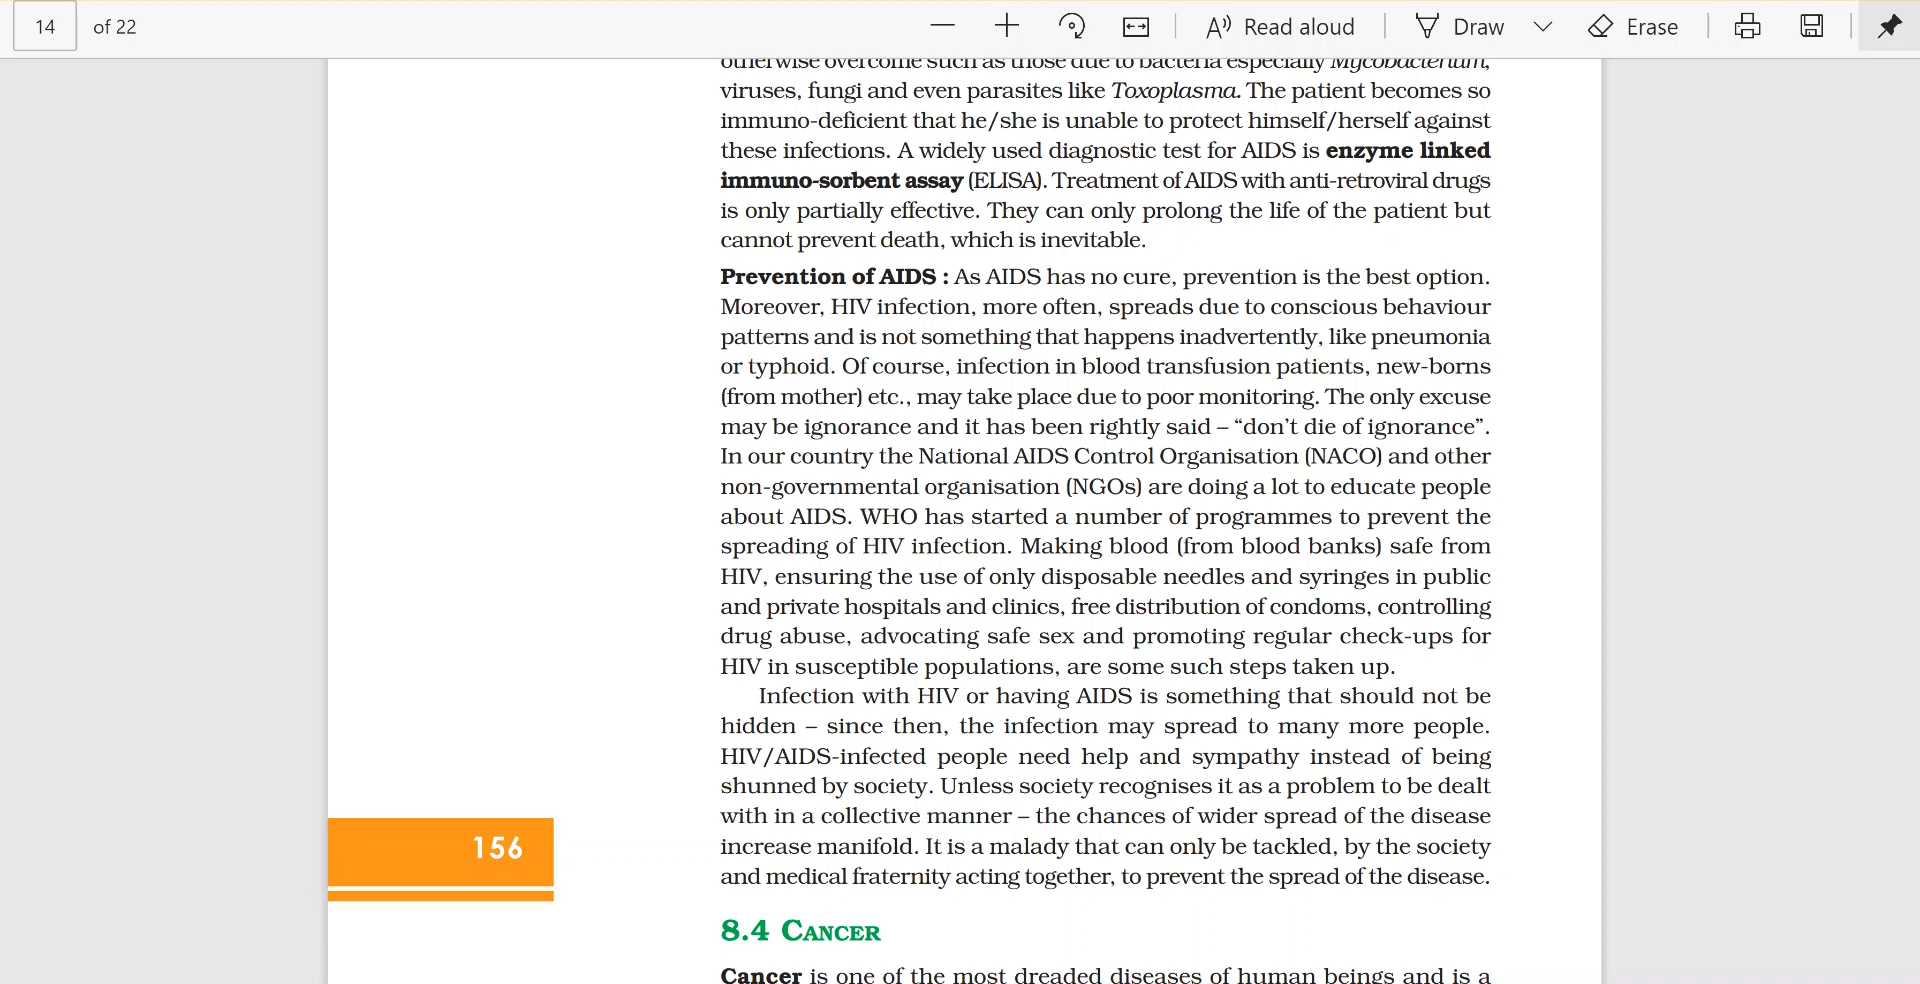 14 of 22 Read aloud Draw Erase
otherwise overcome such as those due to bacteria especially Mycobacterium,
viruses, fungi and even parasites like Toxoplasma. The patient becomes so
immuno-deficient that he/she is unable to protect himself/herself against
these infections. A widely used diagnostic test for AIDS is enzyme linked
immuno-sorbent assay (ELISA). Treatment of AIDS with anti-retroviral drugs
is only partially effective. They can only prolong the life of the patient but
cannot prevent death, which is inevitable.
Prevention of AIDS : As AIDS has no cure, prevention is the best option.
Moreover, HIV infection, more often, spreads due to conscious behaviour
patterns and is not something that happens inadvertently, like pneumonia
or typhoid. Of course, infection in blood transfusion patients, new-borns
(from mother) etc., may take place due to poor monitoring. The only excuse
may be ignorance and it has been rightly said – “don’t die of ignorance”.
In our country the National AIDS Control Organisation (NACO) and other
non-governmental organisation (NGOs) are doing a lot to educate people
about AIDS. WHO has started a number of programmes to prevent the
spreading of HIV infection. Making blood (from blood banks) safe from
HIV, ensuring the use of only disposable needles and syringes in public
and private hospitals and clinics, free distribution of condoms, controlling
drug abuse, advocating safe sex and promoting regular check-ups for
HIV in susceptible populations, are some such steps taken up.
Infection with HIV or having AIDS is something that should not be
hidden – since then, the infection may spread to many more people.
HIV/AIDS-infected people need help and sympathy instead of being
shunned by society. Unless society recognises it as a problem to be dealt
with in a collective manner – the chances of wider spread of the disease
increase manifold. It is a malady that can only be tackled, by the society
and medical fraternity acting together, to prevent the spread of the disease.
156
8.4 CANCER
Cancer is one of the most dreaded diseases of human beings and is a